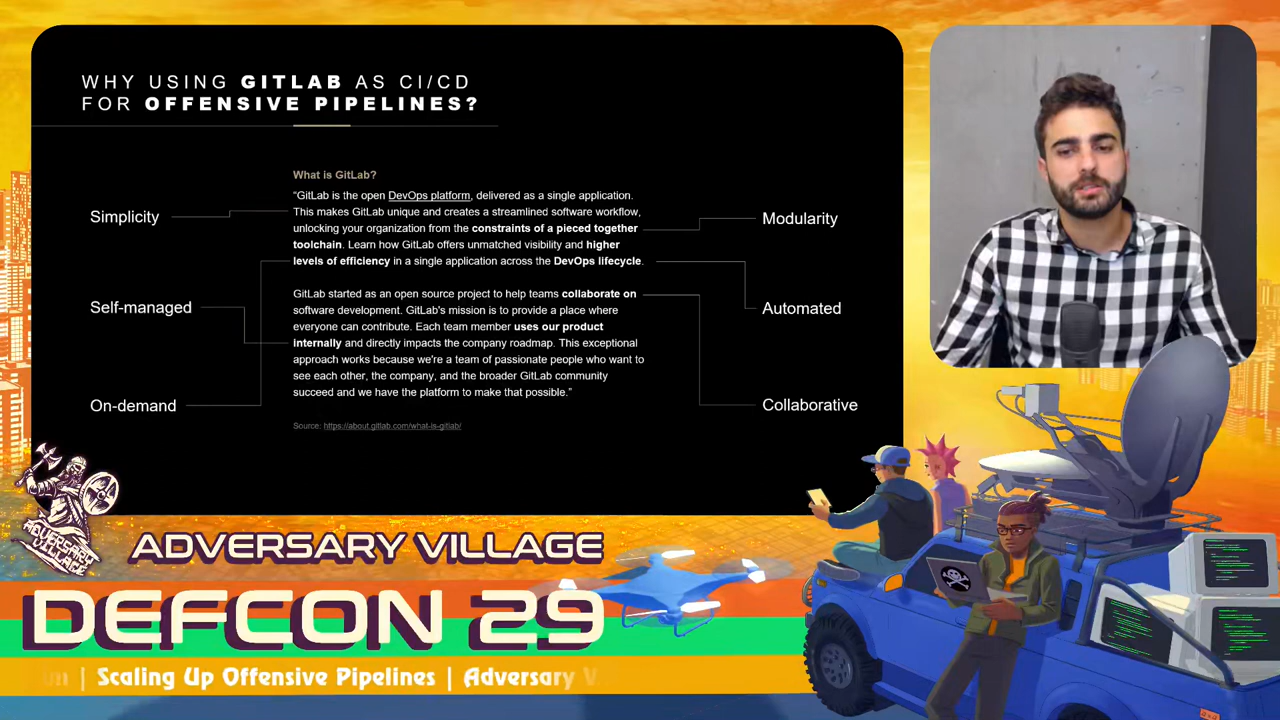 WHY USING GITLAB AS CI/CD
FOR OFFENSIVE PIPELINES?
What is GitLab?
"GitLab is the open DevOps platform, delivered as a single application.
This makes GitLab unique and creates a streamlined software workflow,
unlocking your organization from the constraints of a pieced together
toolchain. Learn how GitLab offers unmatched visibility and higher
levels of efficiency in a single application across the DevOps lifecycle.
GitLab started as an open source project to help teams collaborate on
software development. GitLab's mission is to provide a place where
everyone can contribute. Each team member uses our product
internally and directly impacts the company roadmap. This exceptional
approach works because we're a team of passionate people who want to
see each other, the company, and the broader GitLab community
succeed and we have the platform to make that possible."
Source: https://about.gitlab.com/what-is-gitlab/
Simplicity
Self-managed
On-demand
Modularity
Automated
Collaborative
ADVERSARY
VILLAGE
ADVERSARY VILLAGE
DEFCON 29
| Scaling Up Offensive Pipelines | Adversary V